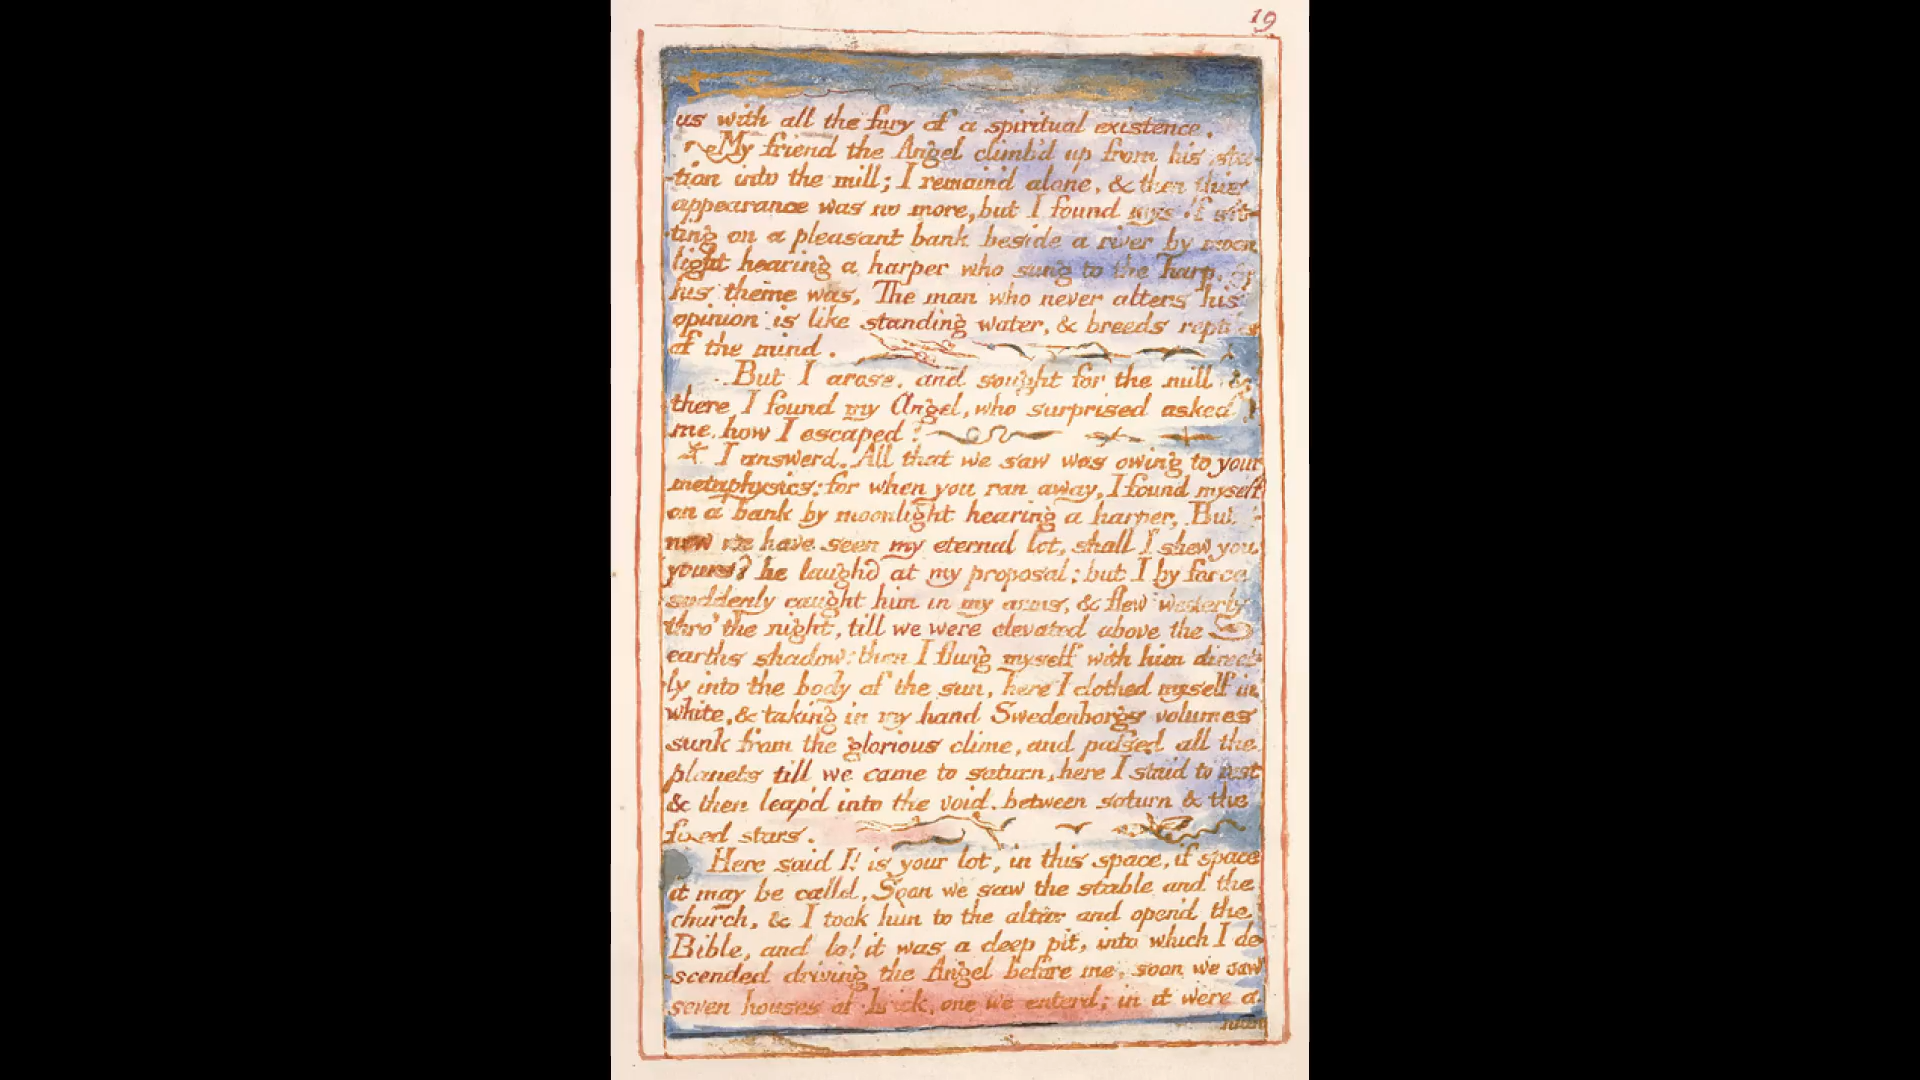 19
us with all the fury of a spiritual existence.
My friend the Angel climb'd up from his sta-
-tion into the mill; I remain'd alone, & then this
appearance was no more, but I found myself sit-
-ting on a pleasant bank beside a river by moon
light hearing a harper who sung to the harp, &
his theme was, The man who never alters his
opinion is like standing water, & breeds reptiles
of the mind.
But I arose, and sought for the mill &
there I found my Angel, who surprised asked
me, how I escaped?
I answerd. All that we saw was owing to your
metaphysics: for when you ran away, I found myself
on a bank by moonlight hearing a harper, But
now we have seen my eternal lot, shall I shew you
yours? he laugh'd at my proposal; but I by force
suddenly caught him in my arms, & flew westerly
thro' the night, till we were elevated above the
earths shadow: then I flung myself with him direct-
-ly into the body of the sun, here I clothed myself in
white, & taking in my hand Swedenborgs volumes
sunk from the glorious clime, and passed all the
planets till we came to saturn, here I staid to rest
& then leap'd into the void, between saturn & the
fixed stars.
Here said I! is your lot, in this space, if space
it may be calld, Soon we saw the stable and the
church, & I took him to the altar and open'd the
Bible, and lo! it was a deep pit, into which I de
-scended driving the Angel before me, soon we saw
seven houses of brick, one we enterd; in it were a